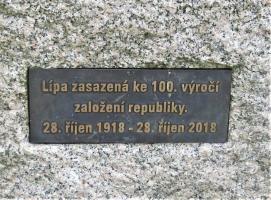 Lípa zasazená ke 100. výročí
založení republiky.
28. říjen 1918 - 28. říjen 2018